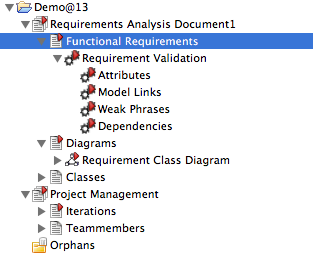 Demo@13
Requirements Analysis Document1
Functional Requirements
Requirement Validation
Attributes
Model Links
Weak Phrases
Dependencies
Diagrams
Requirement Class Diagram
Classes
Project Management
Iterations
Teammembers
Orphans